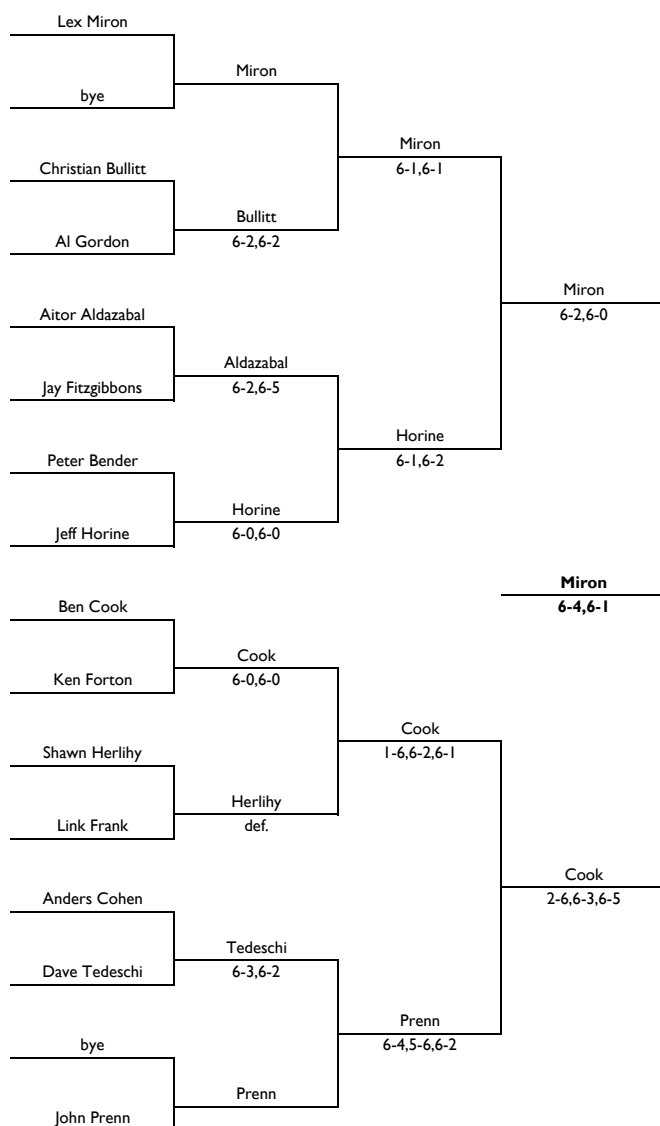 Lex Miron
Miron
bye
Miron
6-1,6-1
Christian Bullitt
Bullitt
6-2,6-2
Al Gordon
Miron
6-2,6-0
Aitor Aldazabal
Aldazabal
6-2,6-5
Jay Fitzgibbons
Horine
6-1,6-2
Peter Bender
Horine
6-0,6-0
Jeff Horine
Miron
6-4,6-1
Ben Cook
Cook
6-0,6-0
Ken Forton
Cook
1-6,6-2,6-1
Shawn Herlihy
Herlihy
def.
Link Frank
Cook
2-6,6-3,6-5
Anders Cohen
Tedeschi
6-3,6-2
Dave Tedeschi
Prenn
6-4,5-6,6-2
bye
Prenn
John Prenn